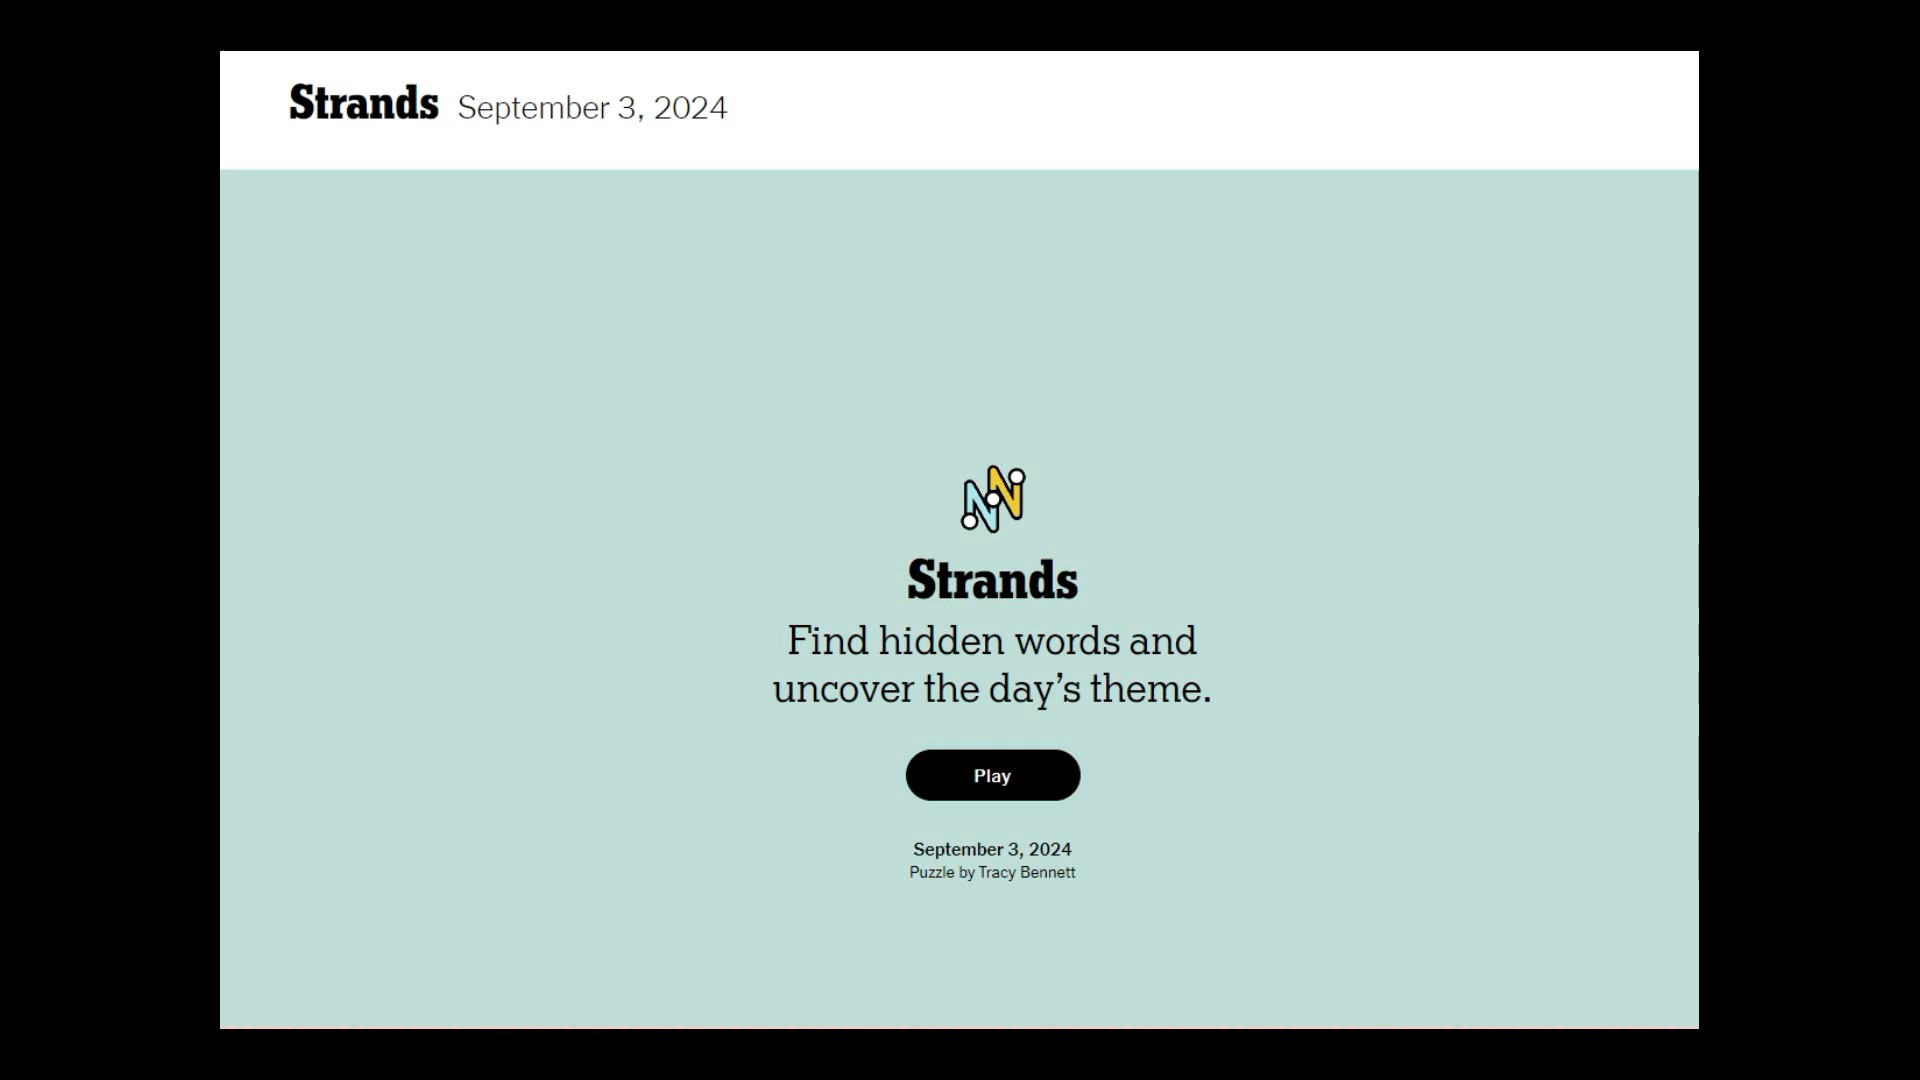 Strands September 3, 2024
Strands
Find hidden words and
uncover the day’s theme.
Play
September 3, 2024
Puzzle by Tracy Bennett